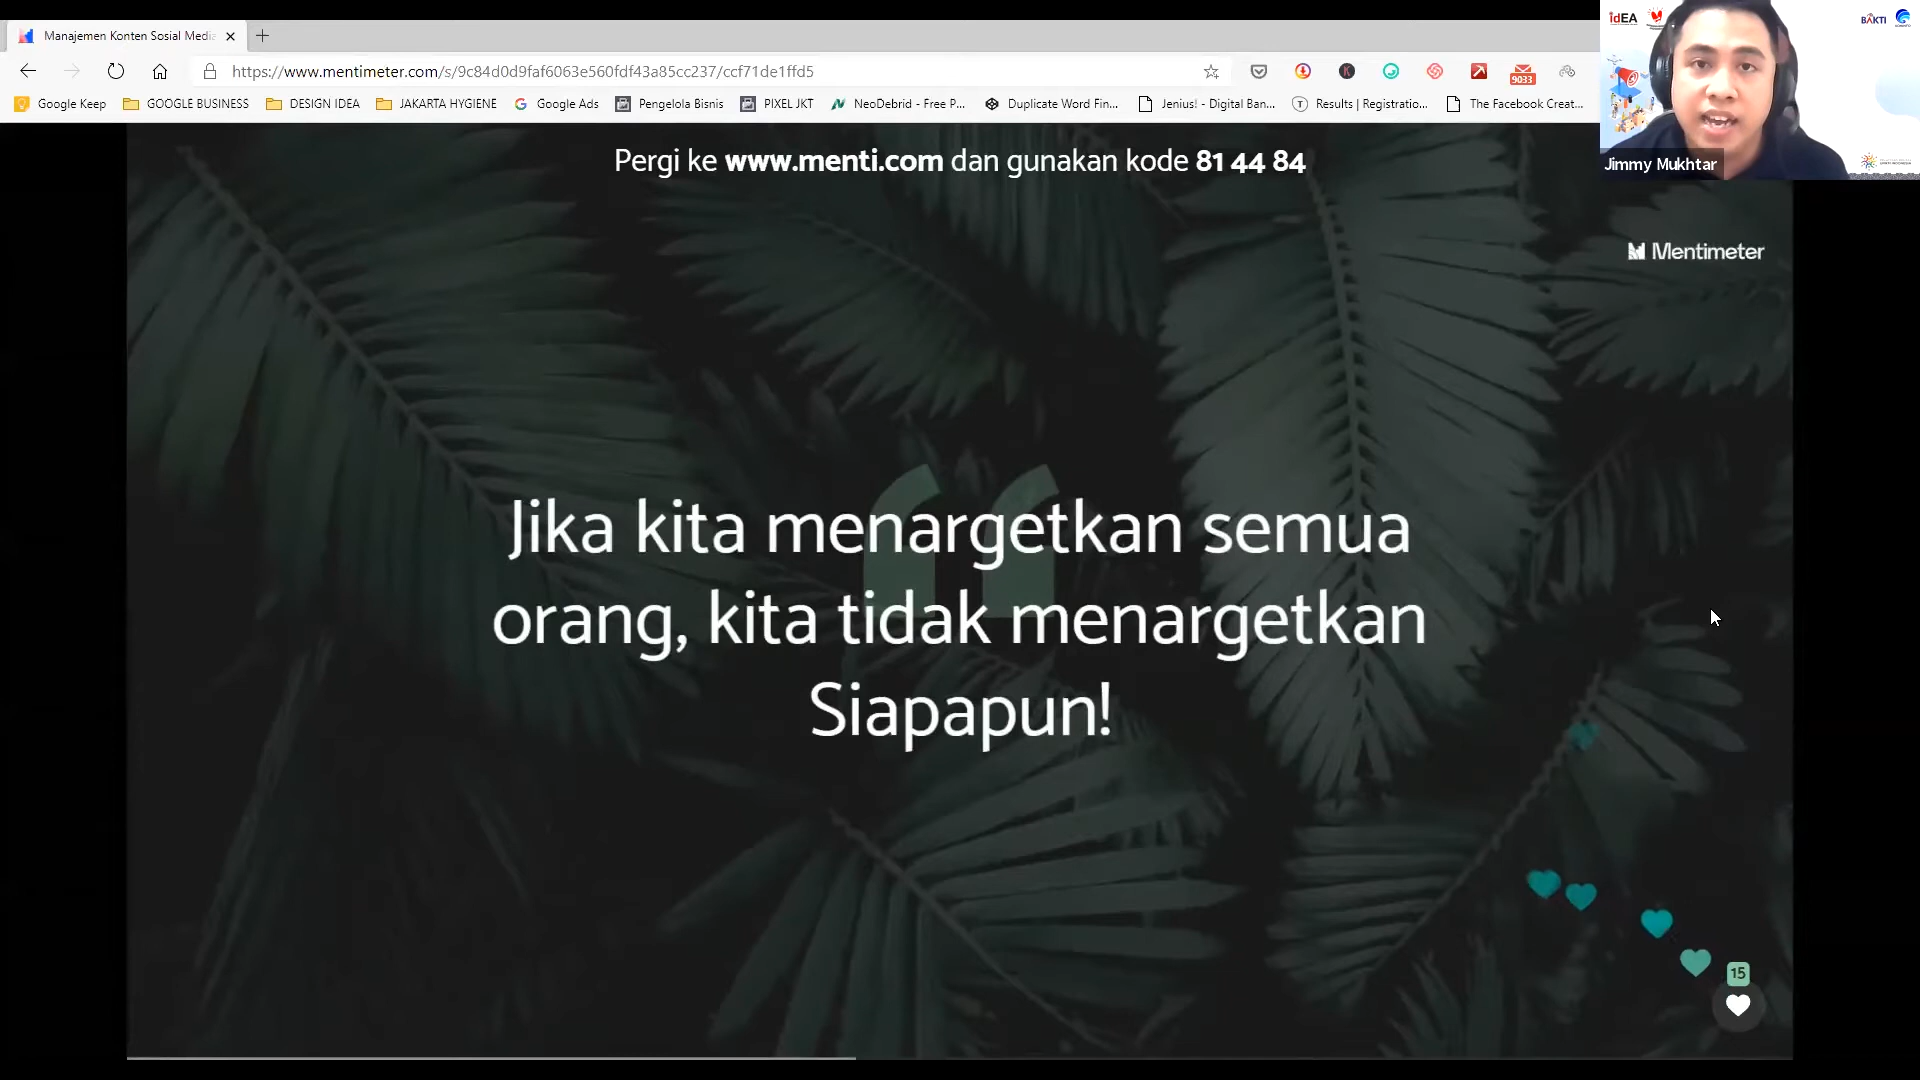 Manajemen Konten Sosial Media
https://www.mentimeter.com/s/9c84d0d9faf6063e560fdf43a85cc237/ccf71de1ffd5
9033
Google Keep
GOOGLE BUSINESS
DESIGN IDEA
JAKARTA HYGIENE
Google Ads
Pengelola Bisnis
PIXEL JKT
NeoDebrid - Free P...
Duplicate Word Fin...
Jenius! - Digital Ban...
Results | Registratio...
The Facebook Creat...
idEA
BAKTI
Jimmy Mukhtar
Pergi ke www.menti.com dan gunakan kode 81 44 84
Mentimeter
Jika kita menargetkan semua
orang, kita tidak menargetkan
Siapapun!
15